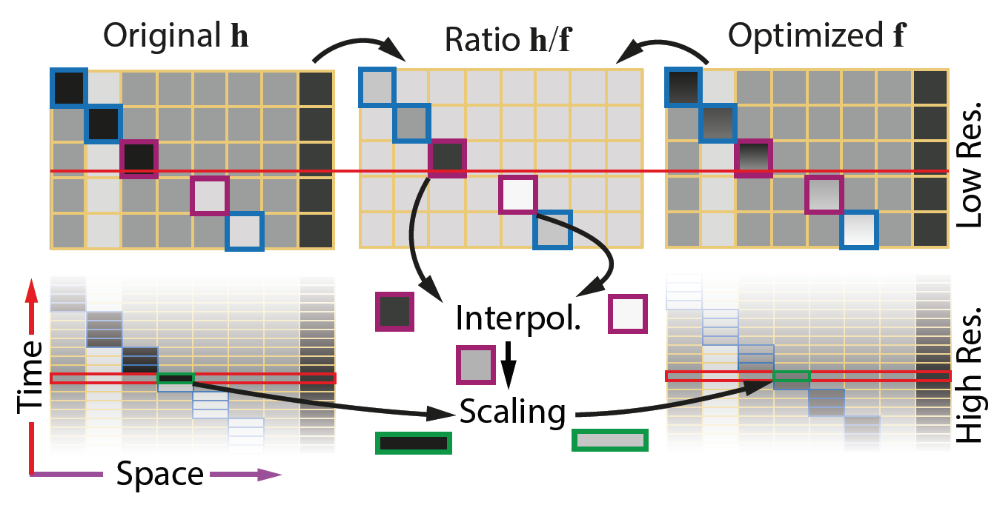 Original h
Ratio h/f
Optimized f
Low Res.
Interpol.
Scaling
High Res.
Time
Space